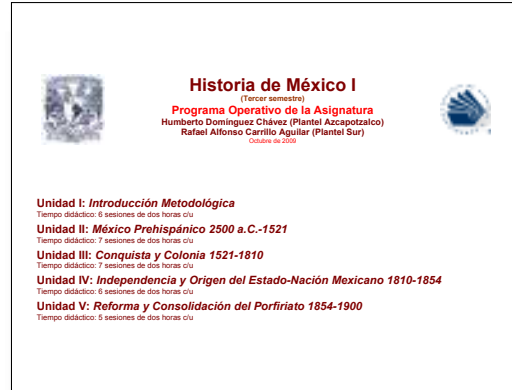 Historia de México I
(Tercer semestre)
Programa Operativo de la Asignatura
Humberto Domínguez Chávez (Plantel Azcapotzalco)
Rafael Alfonso Carrillo Aguilar (Plantel Sur)
Octubre de 2009
Unidad I: Introducción Metodológica
Tiempo didáctico: 6 sesiones de dos horas c/u
Unidad II: México Prehispánico 2500 a.C.-1521
Tiempo didáctico: 7 sesiones de dos horas c/u
Unidad III: Conquista y Colonia 1521-1810
Tiempo didáctico: 7 sesiones de dos horas c/u
Unidad IV: Independencia y Origen del Estado-Nación Mexicano 1810-1854
Tiempo didáctico: 6 sesiones de dos horas c/u
Unidad V: Reforma y Consolidación del Porfiriato 1854-1900
Tiempo didáctico: 5 sesiones de dos horas c/u